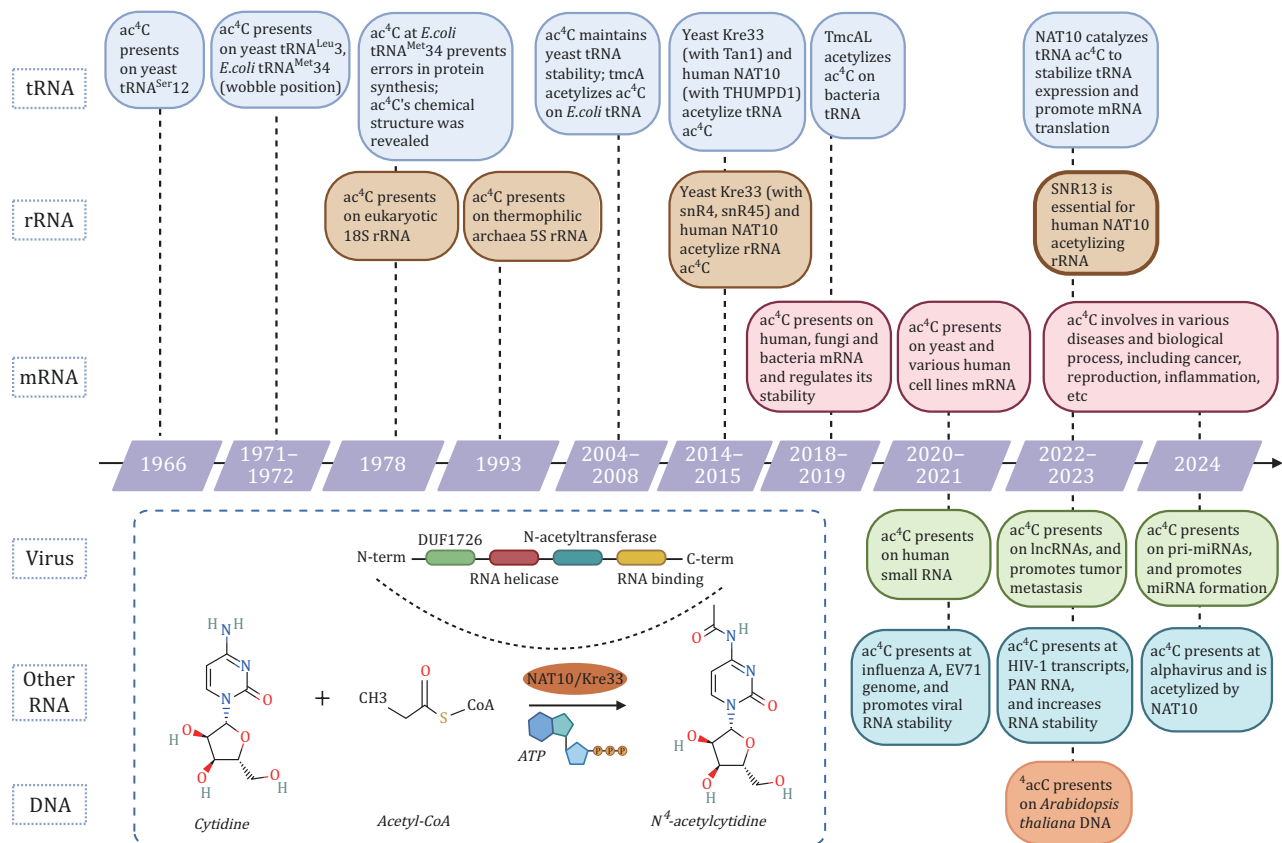 tRNA
ac⁴C
presents
on yeast
tRNA^Ser12
ac⁴C presents
on yeast tRNA^Leu3,
E.coli tRNA^Met34
(wobble position)
ac⁴C at E.coli
tRNA^Met34 prevents
errors in protein
synthesis;
ac⁴C's chemical
structure was
revealed
ac⁴C maintains
yeast tRNA
stability; tmcA
acetylizes ac⁴C
on E.coli tRNA
Yeast Kre33
(with Tan1) and
human NAT10
(with THUMPD1)
acetylize tRNA
ac⁴C
TmcAL
acetylizes
ac⁴C on
bacteria
tRNA
NAT10 catalyzes
tRNA ac⁴C to
stabilize tRNA
expression and
promote mRNA
translation
rRNA
ac⁴C presents
on eukaryotic
18S rRNA
ac⁴C presents
on thermophilic
archaea 5S rRNA
Yeast Kre33 (with
snR4, snR45) and
human NAT10
acetylize rRNA
ac⁴C
SNR13 is
essential for
human NAT10
acetylizing
rRNA
mRNA
ac⁴C presents on
human, fungi and
bacteria mRNA
and regulates its
stability
ac⁴C presents
on yeast and
various human
cell lines mRNA
ac⁴C involves in various
diseases and biological
process, including cancer,
reproduction, inflammation,
etc
1966
1971–
1972
1978
1993
2004–
2008
2014–
2015
2018–
2019
2020–
2021
2022–
2023
2024
Virus
ac⁴C presents
on human
small RNA
ac⁴C presents
on lncRNAs, and
promotes tumor
metastasis
ac⁴C presents
on pri-miRNAs,
and promotes
miRNA formation
Other
RNA
ac⁴C presents at
influenza A, EV71
genome, and
promotes viral
RNA stability
ac⁴C presents at
HIV-1 transcripts,
PAN RNA,
and increases
RNA stability
ac⁴C presents at
alphavirus and is
acetylized by
NAT10
DNA
⁴acC presents
on Arabidopsis
thaliana DNA
DUF1726
N-acetyltransferase
N-term
C-term
RNA helicase
RNA binding
NH₂
N
O
N
O
H
O
H
O
O
H
Cytidine
+
CH3
O
S
CoA
Acetyl-CoA
NAT10/Kre33
ATP
P P P
O
N
H
N
N
O
H
O
O
O
H
O
H
N⁴-acetylcytidine